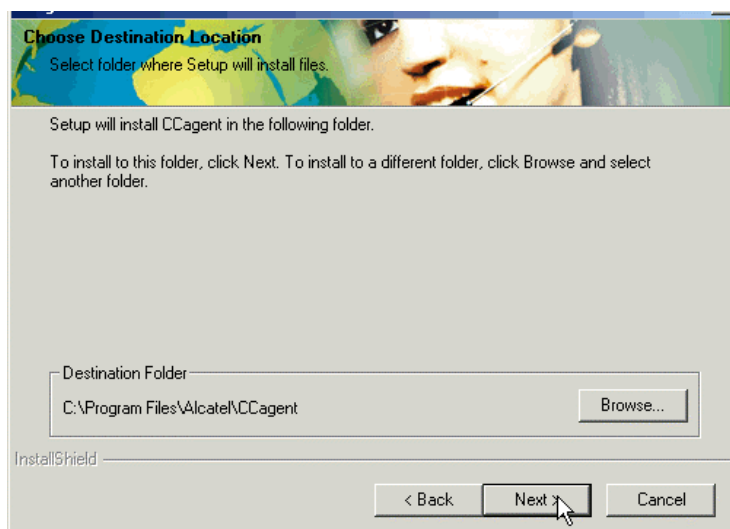 Choose Destination Location
Select folder where Setup will install files.
Setup will install CCagent in the following folder.
To install to this folder, click Next. To install to a different folder, click Browse and select
another folder.
Destination Folder
C:\Program Files\Alcatel\CCagent
Browse...
InstallShield
< Back
Next >
Cancel